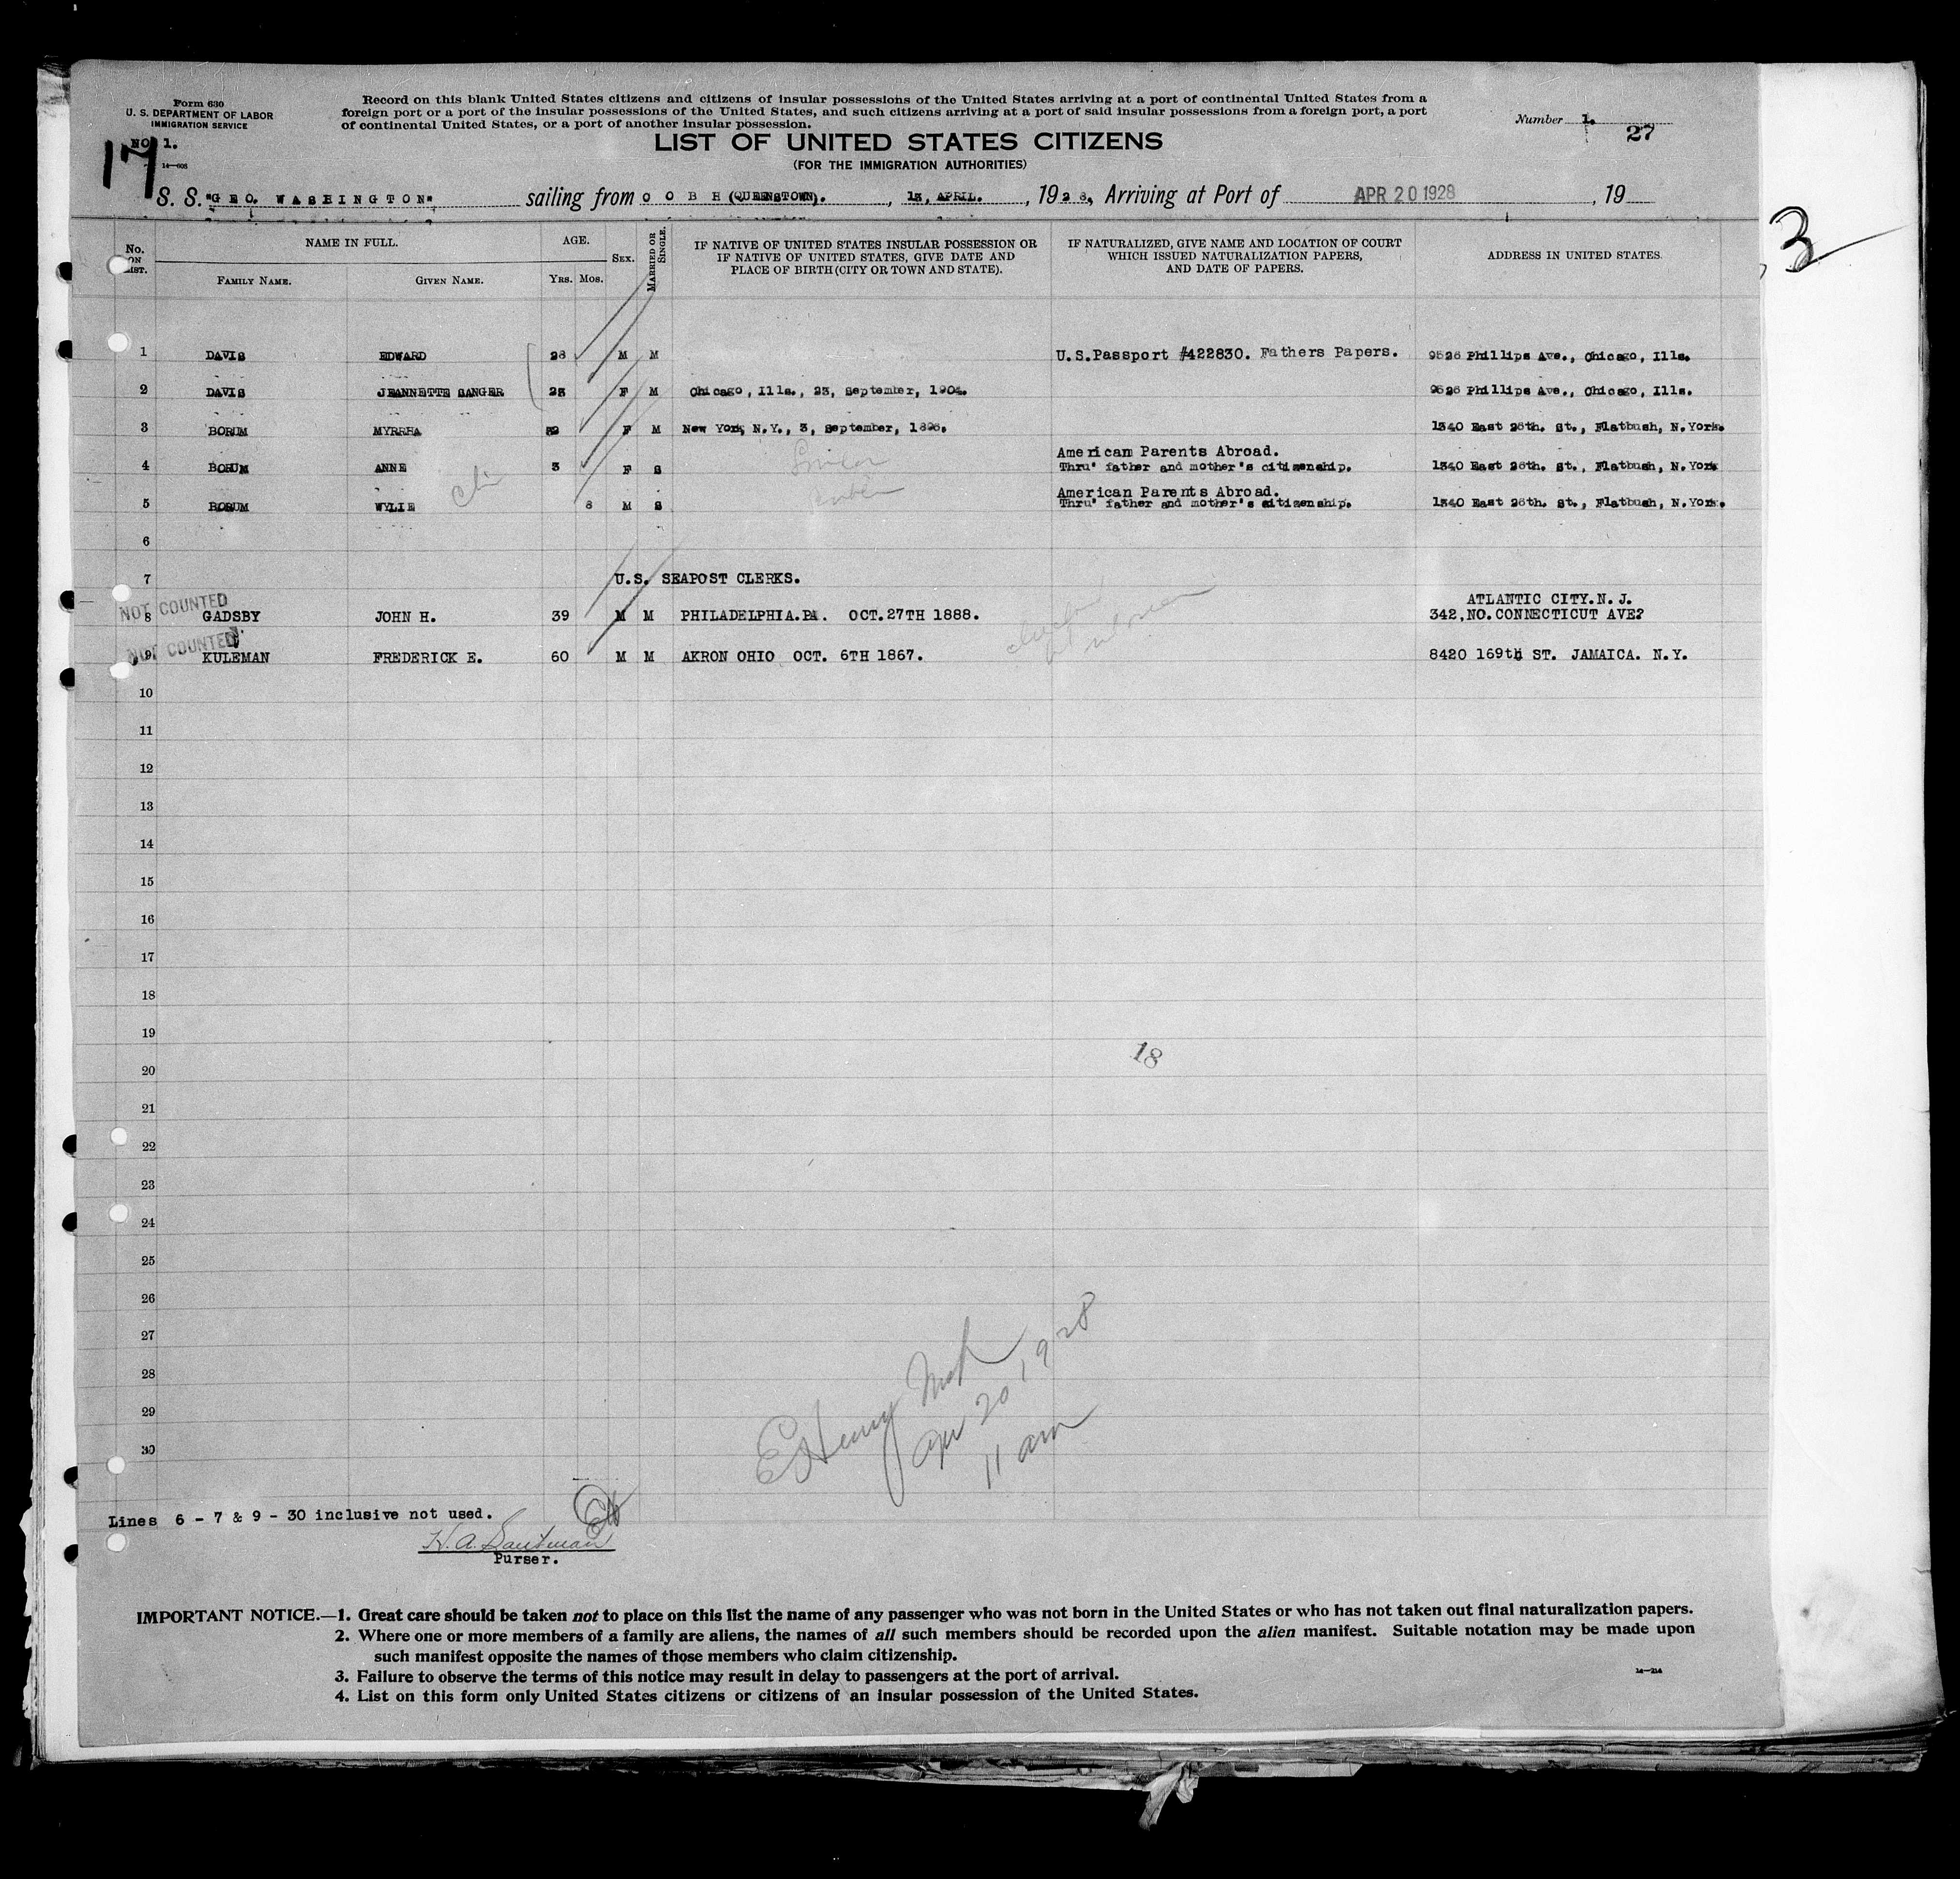 Form 630
U. S. DEPARTMENT OF LABOR
IMMIGRATION SERVICE
NO 1.
17
14—608
Record on this blank United States citizens and citizens of insular possessions of the United States arriving at a port of continental United States from a
foreign port or a port of the insular possessions of the United States, and such citizens arriving at a port of said insular possessions from a foreign port, a port
of continental United States, or a port of another insular possession.
Number 1.
27
LIST OF UNITED STATES CITIZENS
(FOR THE IMMIGRATION AUTHORITIES)
S. S. "GEO. WASHINGTON" sailing from C O B H (QUEENSTOWN). , 13, APRIL. , 1928, Arriving at Port of APR 20 1928 , 19
3
No. ON LIST.
NAME IN FULL.
FAMILY NAME. GIVEN NAME.
AGE.
Yrs. Mos.
SEX.
MARRIED OR SINGLE.
IF NATIVE OF UNITED STATES INSULAR POSSESSION OR
IF NATIVE OF UNITED STATES, GIVE DATE AND
PLACE OF BIRTH (CITY OR TOWN AND STATE).
IF NATURALIZED, GIVE NAME AND LOCATION OF COURT
WHICH ISSUED NATURALIZATION PAPERS,
AND DATE OF PAPERS.
ADDRESS IN UNITED STATES.
1 DAVIS EDWARD 28 M M U.S.Passport #422830. Fathers Papers. 9526 Phillips Ave., Chicago, Ills.
2 DAVIS JEANNETTE SANGER 23 F M Chicago, Ills., 23, September, 1904. 9526 Phillips Ave., Chicago, Ills.
3 BORUM MYRRHA F M New York, N.Y., 3, September, 1896. 1340 East 26th. St., Flatbush, N.York.
American Parents Abroad.
4 BORUM ANNE 3 F S Thru' father and mother's citizenship. 1340 East 26th. St., Flatbush, N.York
American Parents Abroad.
5 BORUM WYLIE 8 M S Thru' father and mother's citizenship. 1340 East 26th. St., Flatbush, N.York.
6
7 U.S. SEAPOST CLERKS.
NOT COUNTED
ATLANTIC CITY.N.J.
8 GADSBY JOHN H. 39 M M PHILADELPHIA.PA. OCT.27TH 1888. 342,NO.CONNECTICUT AVE?
NOT COUNTED
9 KULEMAN FREDERICK E. 60 M M AKRON OHIO OCT. 6TH 1867. 8420 169th ST. JAMAICA. N.Y.
10
11
12
13
14
15
16
17
18
19
18
20
21
22
23
24
25
26
27
28
29
30
E Henry
Apr 20, 1928
11 am
Lines 6 - 7 & 9 - 30 inclusive not used.
Purser.
IMPORTANT NOTICE.—1. Great care should be taken not to place on this list the name of any passenger who was not born in the United States or who has not taken out final naturalization papers.
2. Where one or more members of a family are aliens, the names of all such members should be recorded upon the alien manifest. Suitable notation may be made upon
such manifest opposite the names of those members who claim citizenship.
3. Failure to observe the terms of this notice may result in delay to passengers at the port of arrival.
4. List on this form only United States citizens or citizens of an insular possession of the United States.
14—214